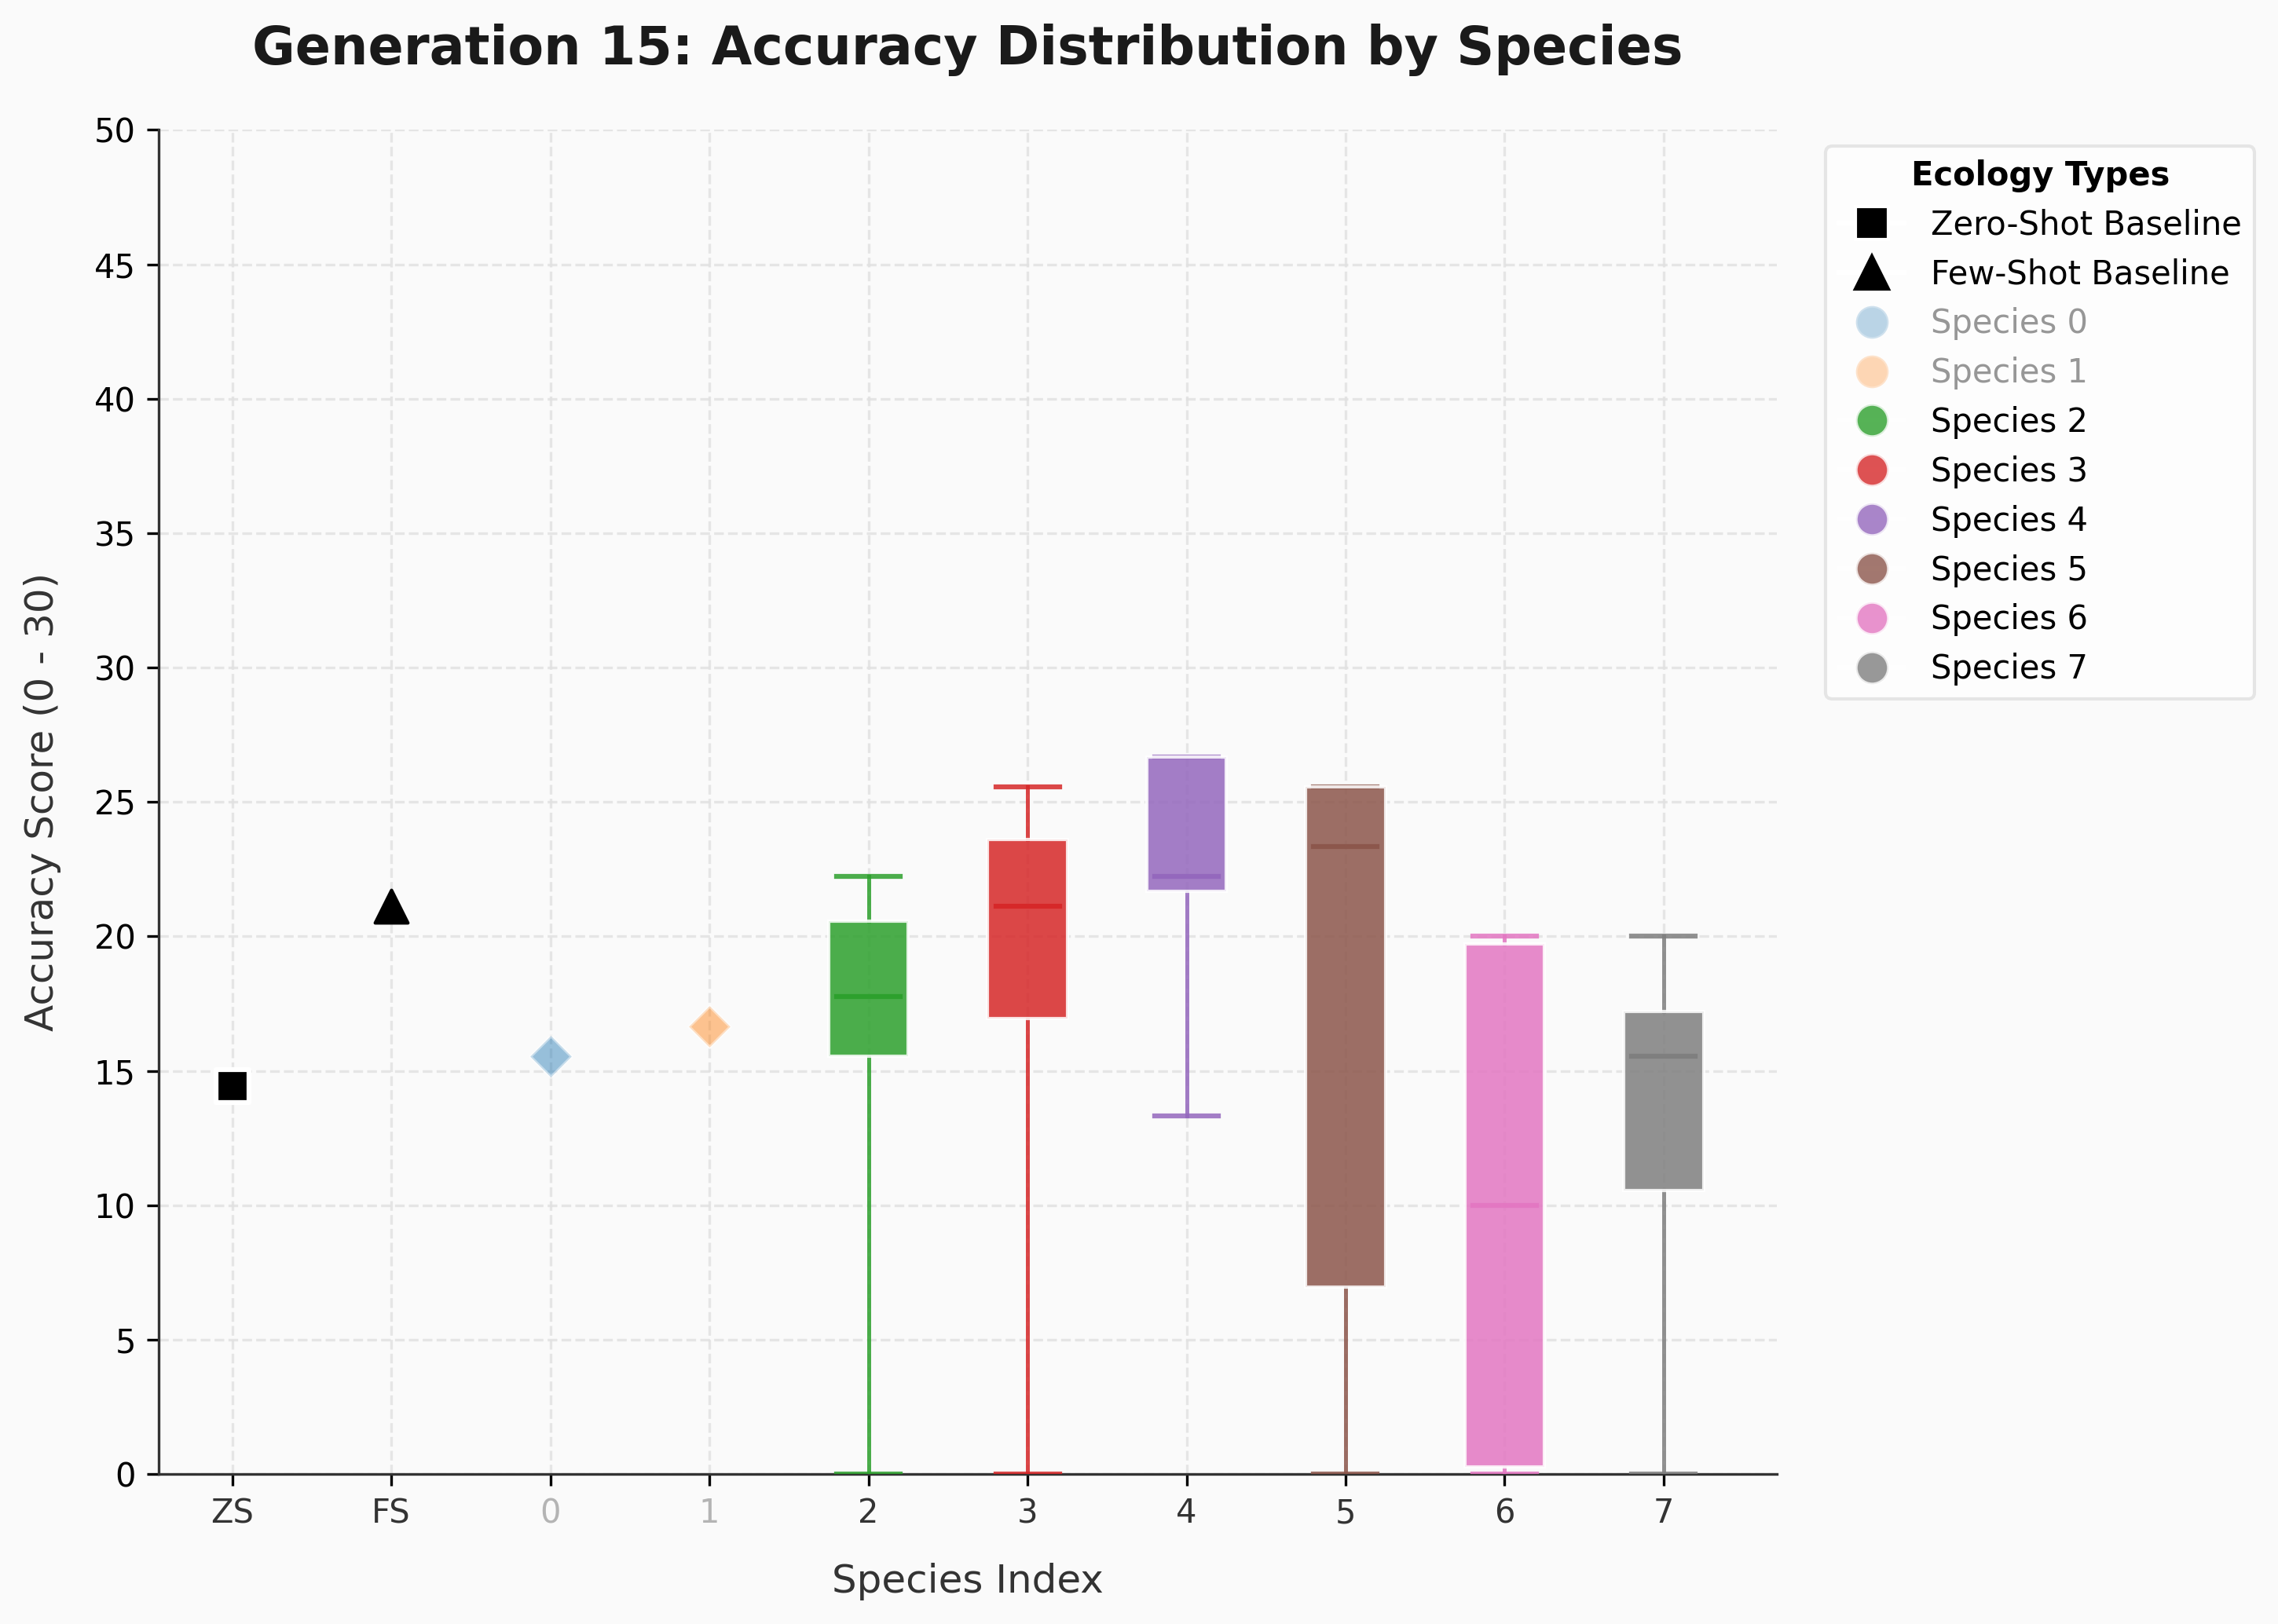 Generation 15: Accuracy Distribution by Species
50
45
40
35
30
25
20
15
10
5
0
Accuracy Score (0 - 30)
ZS FS 0 1 2 3 4 5 6 7
Species Index
Ecology Types
Zero-Shot Baseline
Few-Shot Baseline
Species 0
Species 1
Species 2
Species 3
Species 4
Species 5
Species 6
Species 7